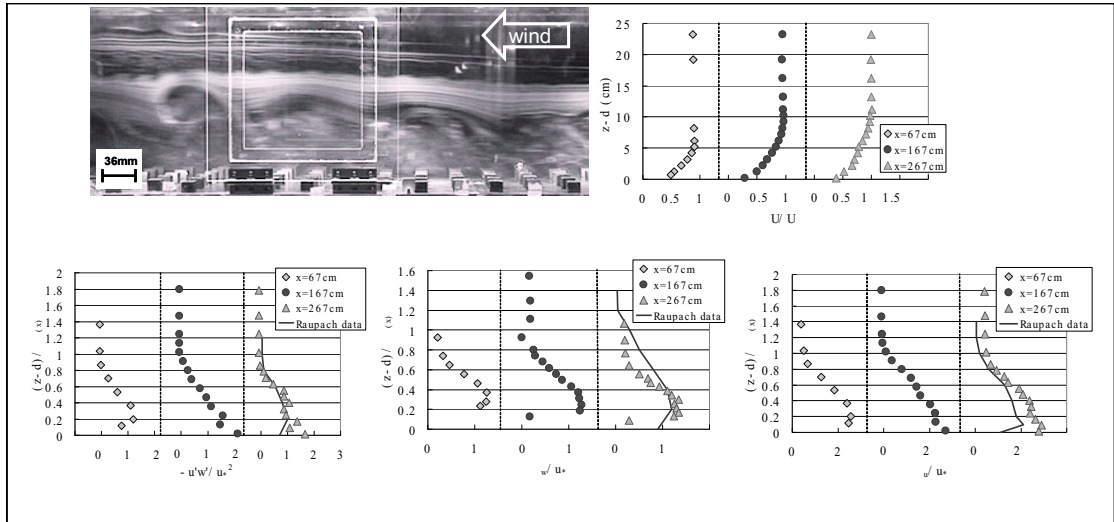 wind
36mm
z- d (cm)
25
20
15
10
5
0
x=67cm
x=167cm
x=267cm
0 0.5 1 0 0.5 1 0 0.5 1.0
U/ U
(z- d)/ (x)
2
1.8
1.6
1.4
1.2
1
0.8
0.6
0.4
0.2
0
x=67cm
x=167cm
x=267cm
Raupach data
0 1 2 0 1 2 0 1 2 3
- u'w'/ u*²
(z- d)/ (x)
1.6
1.4
1.2
1
0.8
0.6
0.4
0.2
0
x=67cm
x=167cm
x=267cm
Raupach data
0 1 0 1 0 1
w/ u*
(z- d)/ (x)
2
1.8
1.6
1.4
1.2
1
0.8
0.6
0.4
0.2
0
x=67cm
x=167cm
x=267cm
Raupach data
0 2 0 2 0 2
u/ u*